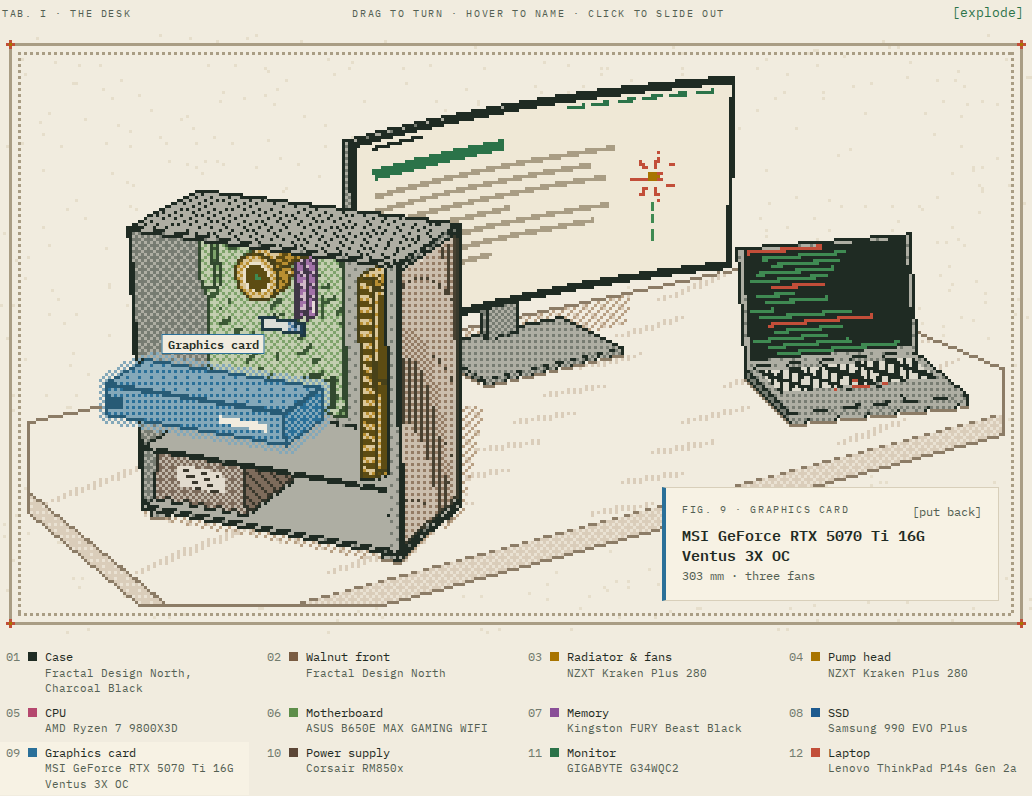 TAB. I · THE DESK
DRAG TO TURN · HOVER TO NAME · CLICK TO SLIDE OUT
[explode]
Graphics card
FIG. 9 · GRAPHICS CARD
[put back]
MSI GeForce RTX 5070 Ti 16G
Ventus 3X OC
303 mm · three fans
01 Case
Fractal Design North,
Charcoal Black
02 Walnut front
Fractal Design North
03 Radiator & fans
NZXT Kraken Plus 280
04 Pump head
NZXT Kraken Plus 280
05 CPU
AMD Ryzen 7 9800X3D
06 Motherboard
ASUS B650E MAX GAMING WIFI
07 Memory
Kingston FURY Beast Black
08 SSD
Samsung 990 EVO Plus
09 Graphics card
MSI GeForce RTX 5070 Ti 16G
Ventus 3X OC
10 Power supply
Corsair RM850x
11 Monitor
GIGABYTE G34WQC2
12 Laptop
Lenovo ThinkPad P14s Gen 2a